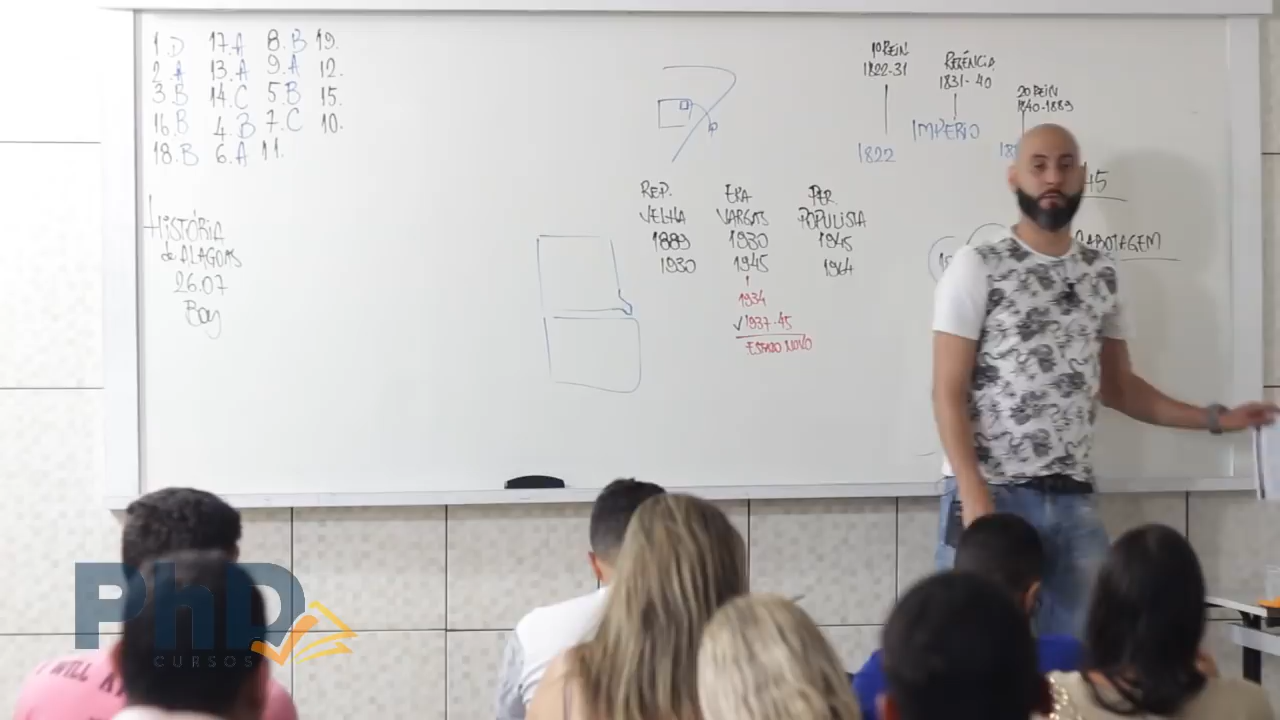 1.D 17.A 8.B 19.
2.A 13.A 9.A 12.
3.B 14.C 5.B 15.
16.B 4.B 7.C 10.
18.B 6.A 11.
HISTÓRIA
de ALAGOAS
26.07
Boy
REP.
VELHA
1889
1930
ERA
VARGAS
1930
1945
1934
✓1937-45
ESTADO NOVO
PER.
POPULISTA
1945
1964
1º REIN
1822-31
1822
REGÊNCIA
1831-40
IMPÉRIO
2º REIN
1840-1889
45
CABOTAGEM
PhD
CURSOS